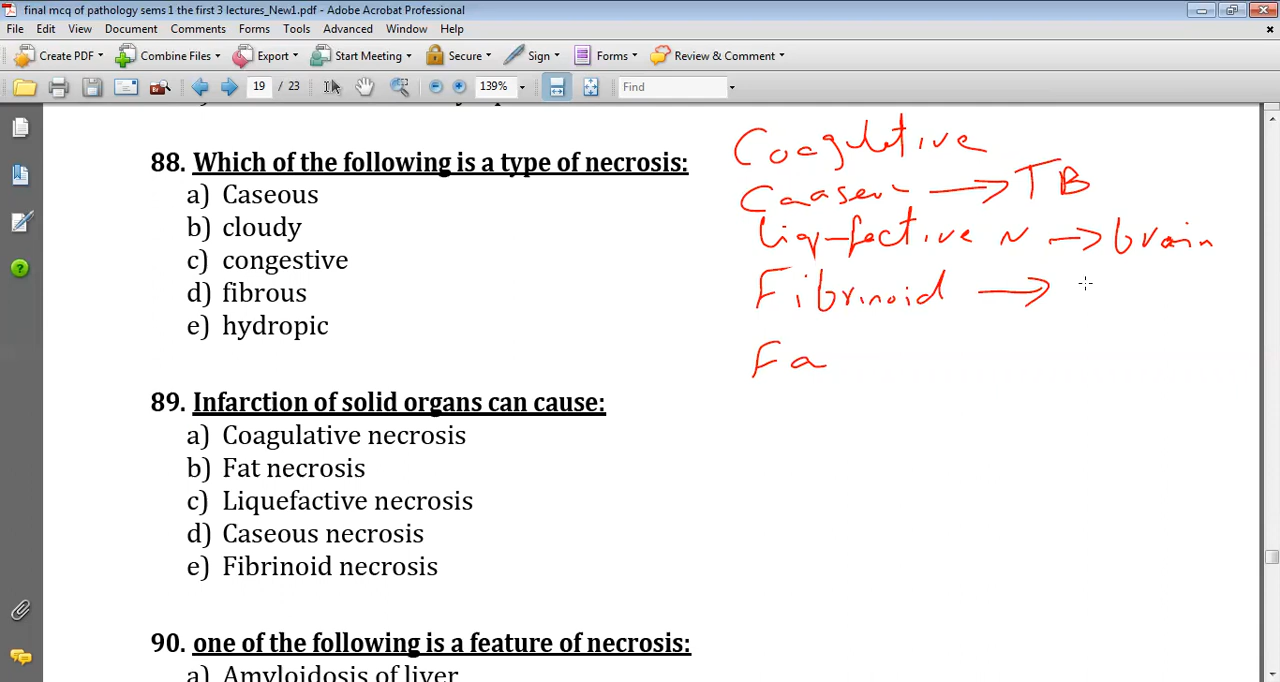 final mcq of pathology sems 1 the first 3 lectures_New1.pdf - Adobe Acrobat Professional
File Edit View Document Comments Forms Tools Advanced Window Help
Create PDF Combine Files Export Start Meeting Secure Sign Forms Review & Comment
19 / 23 139% Find
88. Which of the following is a type of necrosis:
a) Caseous
b) cloudy
c) congestive
d) fibrous
e) hydropic
Coagulative
→ TB
N → brain
Fibrinoid →
Fa
89. Infarction of solid organs can cause:
a) Coagulative necrosis
b) Fat necrosis
c) Liquefactive necrosis
d) Caseous necrosis
e) Fibrinoid necrosis
90. one of the following is a feature of necrosis:
a) Amyloidosis of liver